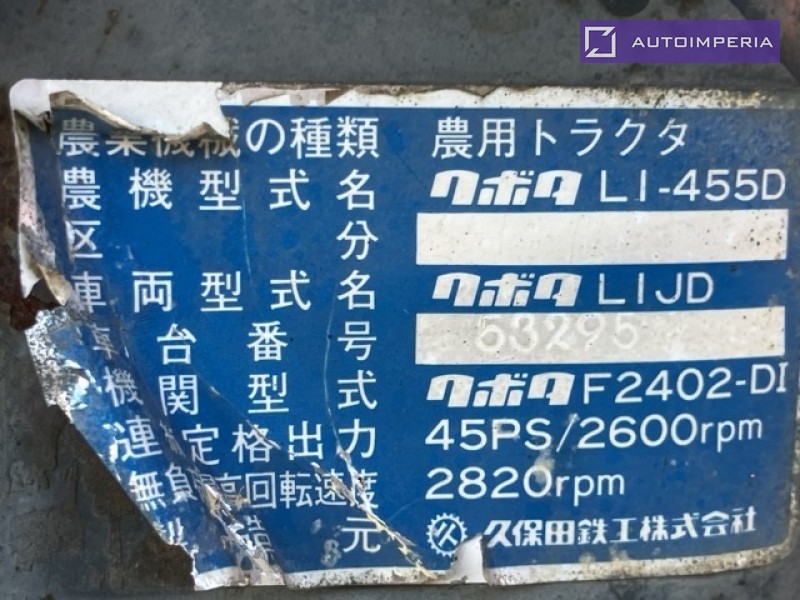 AUTOIMPERIA
農業機械の種類 農用トラクタ
農機型式名 クボタ L1-455D
区分
車両型式名 クボタ L1JD
車台番号 53295
機関型式 クボタ F2402-DI
連続定格出力 45PS/2600rpm
無負荷最高回転速度 2820rpm
製造元 久保田鉄工株式会社